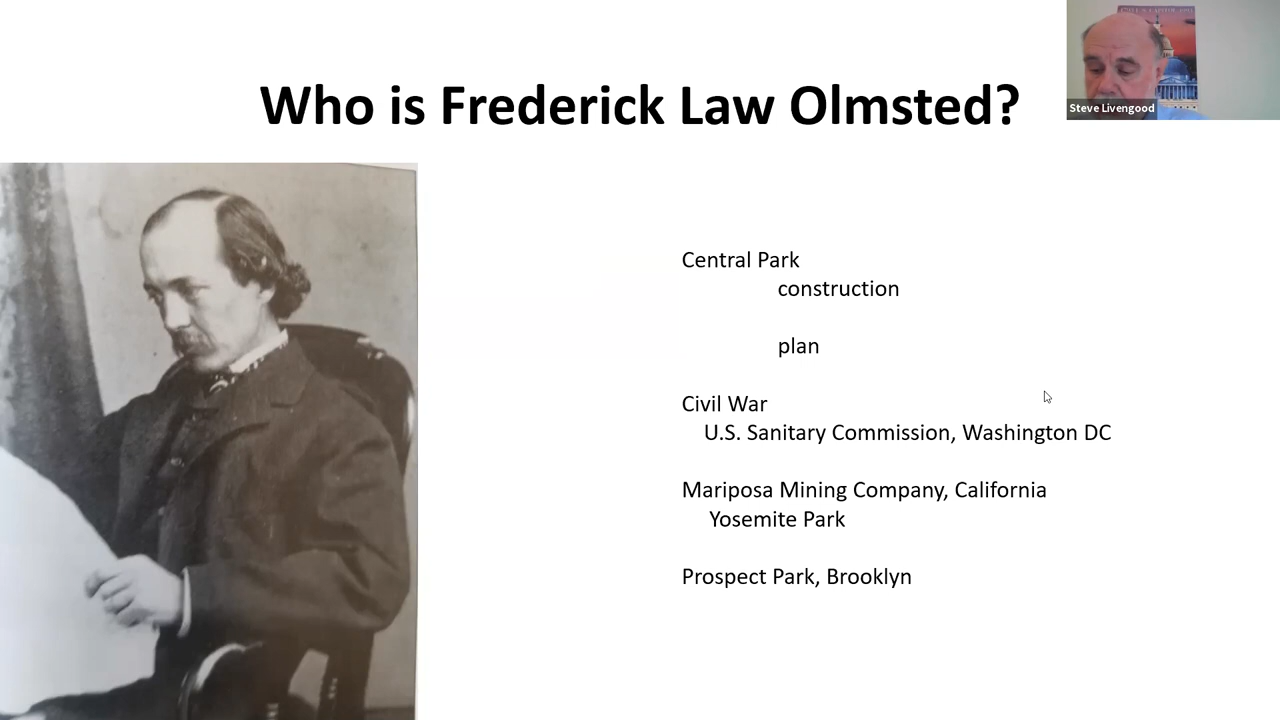 Who is Frederick Law Olmsted?
Steve Livengood
Central Park
construction
plan
Civil War
U.S. Sanitary Commission, Washington DC
Mariposa Mining Company, California
Yosemite Park
Prospect Park, Brooklyn